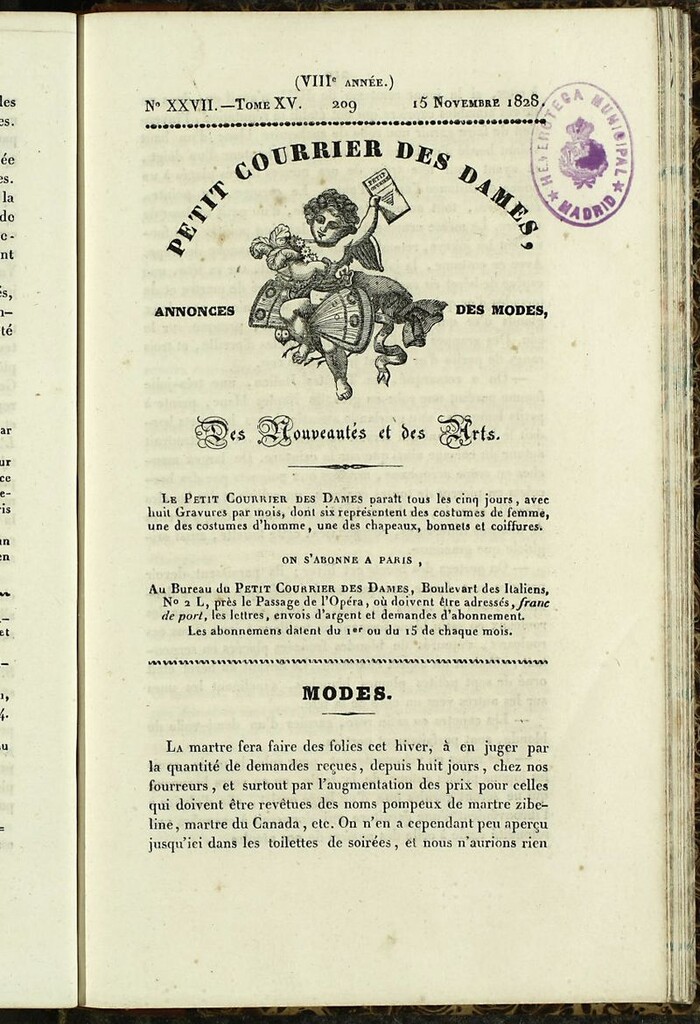 (VIIIe ANNÉE.)
No XXVII.—TOME XV. 209 15 NOVEMBRE 1828.
HEMEROTECA MUNICIPAL
★ MADRID ★
PETIT COURRIER DES DAMES,
ANNONCES DES MODES,
Des Nouveautés et des Arts.
LE PETIT COURRIER DES DAMES paraît tous les cinq jours, avec
huit Gravures par mois, dont six représentent des costumes de femme,
une des costumes d'homme, une des chapeaux, bonnets et coiffures.
ON S'ABONNE A PARIS,
Au Bureau du PETIT COURRIER DES DAMES, Boulevart des Italiens,
No 2 L, près le Passage de l'Opéra, où doivent être adressés, franc
de port, les lettres, envois d'argent et demandes d'abonnement.
Les abonnemens datent du 1er ou du 15 de chaque mois.
MODES.
LA martre fera faire des folies cet hiver, à en juger par
la quantité de demandes reçues, depuis huit jours, chez nos
fourreurs, et surtout par l'augmentation des prix pour celles
qui doivent être revêtues des noms pompeux de martre zibe-
line, martre du Canada, etc. On n'en a cependant peu aperçu
jusqu'ici dans les toilettes de soirées, et nous n'aurions rien